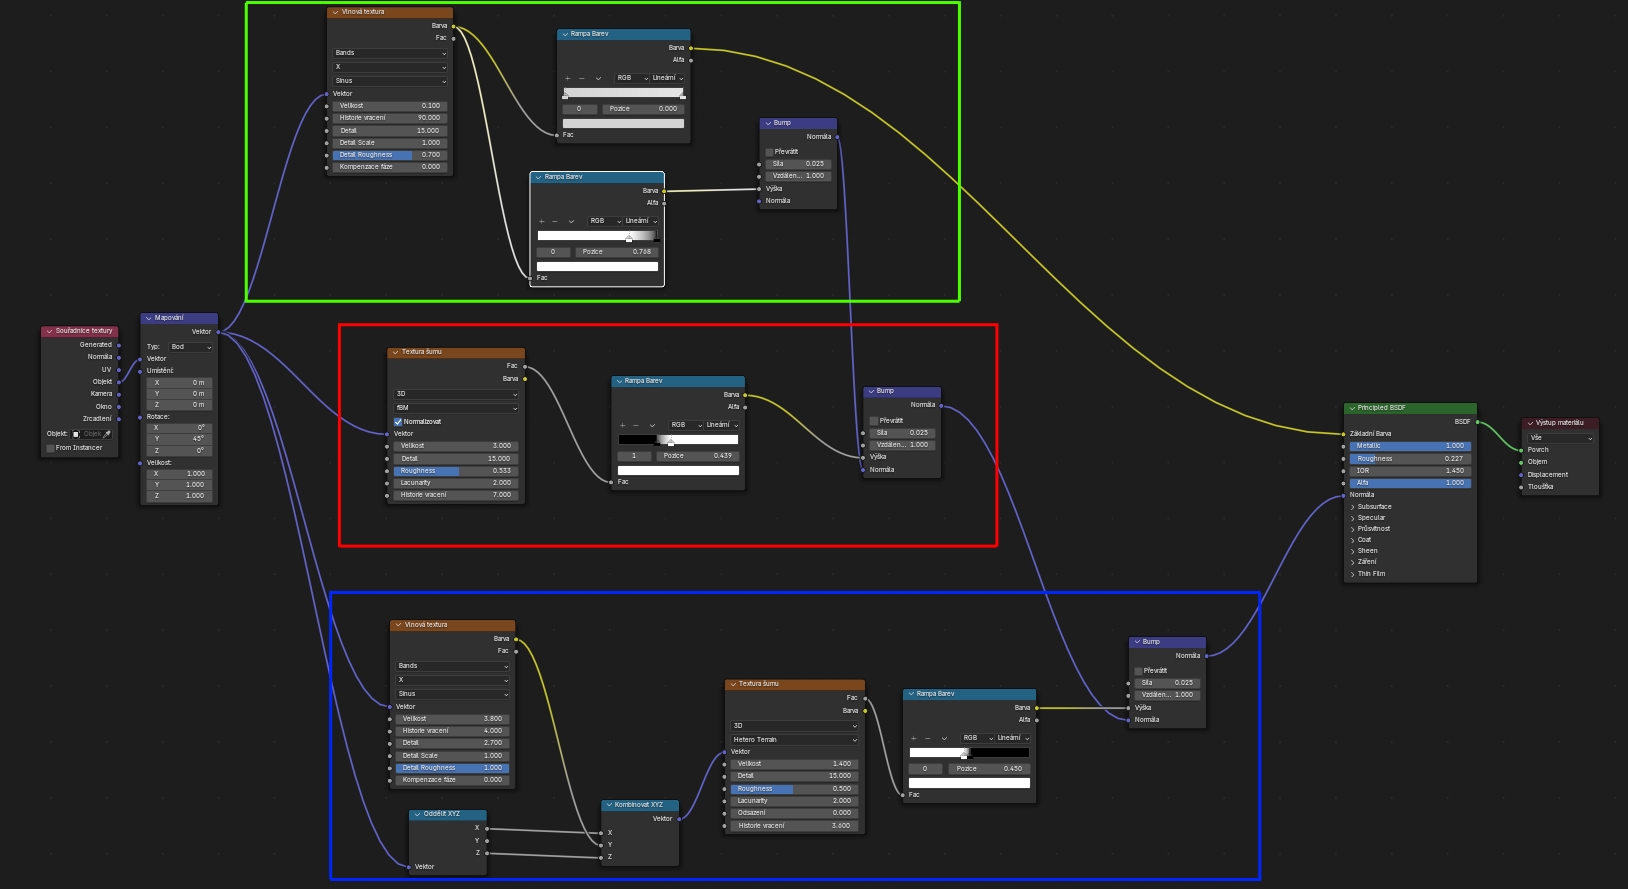 Vlnová textura
Barva
Fac
Bands
X
Sinus
Vektor
Velikost 0.100
Historie vracení 90.000
Detail 15.000
Detail Scale 1.000
Detail Roughness 0.700
Kompenzace fáze 0.000
Rampa Barev
Barva
Alfa
+ − RGB Lineární
0 Pozice 0.000
Fac
Rampa Barev
Barva
Alfa
+ − RGB Lineární
0 Pozice 0.768
Fac
Bump
Normála
Převrátit
Síla 0.025
Vzdálen... 1.000
Výška
Normála
Souřadnice textury
Generated
Normála
UV
Objekt
Kamera
Okno
Zrcadlení
Objekt: Objek
From Instancer
Mapování
Vektor
Typ: Bod
Vektor
Umístění:
X 0 m
Y 0 m
Z 0 m
Rotace:
X 0°
Y 45°
Z 0°
Velikost:
X 1.000
Y 1.000
Z 1.000
Textura šumu
Fac
Barva
3D
fBM
Normalizovat
Vektor
Velikost 3.000
Detail 15.000
Roughness 0.533
Lacunarity 2.000
Historie vracení 7.000
Rampa Barev
Barva
Alfa
+ − RGB Lineární
1 Pozice 0.439
Fac
Bump
Normála
Převrátit
Síla 0.025
Vzdálen... 1.000
Výška
Normála
Vlnová textura
Barva
Fac
Bands
X
Sinus
Vektor
Velikost 3.800
Historie vracení 4.000
Detail 2.700
Detail Scale 1.000
Detail Roughness 1.000
Kompenzace fáze 0.000
Oddělit XYZ
X
Y
Z
Vektor
Kombinovat XYZ
Vektor
X
Y
Z
Textura šumu
Fac
Barva
3D
Hetero Terrain
Vektor
Velikost 1.400
Detail 15.000
Roughness 0.500
Lacunarity 2.000
Odsazení 0.000
Historie vracení 3.600
Rampa Barev
Barva
Alfa
+ − RGB Lineární
0 Pozice 0.450
Fac
Bump
Normála
Převrátit
Síla 0.025
Vzdálen... 1.000
Výška
Normála
Principled BSDF
BSDF
Základní Barva
Metallic 1.000
Roughness 0.227
IOR 1.450
Alfa 1.000
Normála
Subsurface
Specular
Průsvitnost
Coat
Sheen
Záření
Thin Film
Výstup materiálu
Vše
Povrch
Objem
Displacement
Tloušťka